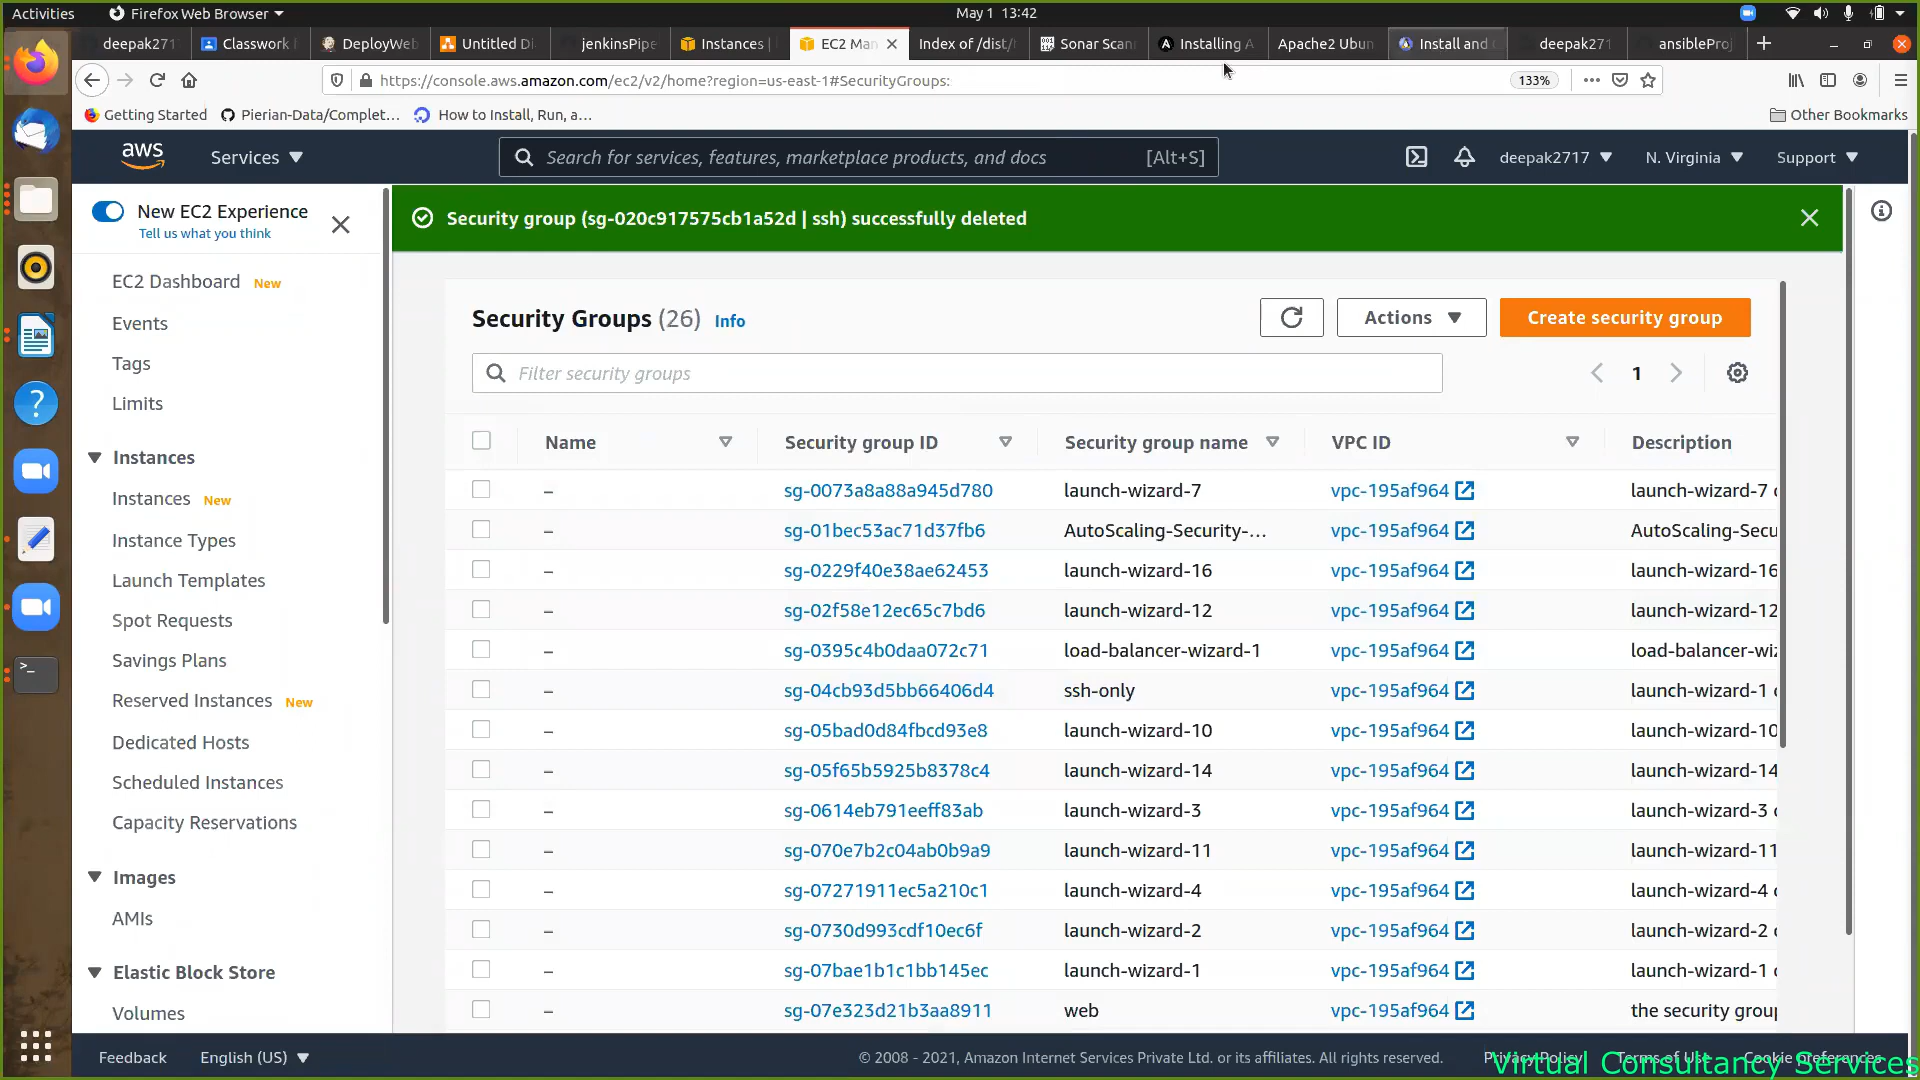 Activities
Firefox Web Browser
May 1 13:42
deepak271
Classwork
DeployWeb
Untitled Di
jenkinsPipe
Instances |
EC2 Man
Index of /dist/
Sonar Scan
Installing A
Apache2 Ubun
Install and C
deepak271
ansibleProj
https://console.aws.amazon.com/ec2/v2/home?region=us-east-1#SecurityGroups:
133%
Getting Started
Pierian-Data/Complet…
How to Install, Run, a…
Other Bookmarks
aws
Services
Search for services, features, marketplace products, and docs
[Alt+S]
deepak2717
N. Virginia
Support
New EC2 Experience
Tell us what you think
Security group (sg-020c917575cb1a52d | ssh) successfully deleted
EC2 Dashboard New
Events
Tags
Limits
Instances
Instances New
Instance Types
Launch Templates
Spot Requests
Savings Plans
Reserved Instances New
Dedicated Hosts
Scheduled Instances
Capacity Reservations
Images
AMIs
Elastic Block Store
Volumes
Security Groups (26) Info
Actions
Create security group
Filter security groups
1
Name Security group ID Security group name VPC ID Description
– sg-0073a8a88a945d780 launch-wizard-7 vpc-195af964 launch-wizard-7 c
– sg-01bec53ac71d37fb6 AutoScaling-Security-... vpc-195af964 AutoScaling-Secu
– sg-0229f40e38ae62453 launch-wizard-16 vpc-195af964 launch-wizard-16
– sg-02f58e12ec65c7bd6 launch-wizard-12 vpc-195af964 launch-wizard-12
– sg-0395c4b0daa072c71 load-balancer-wizard-1 vpc-195af964 load-balancer-wiz
– sg-04cb93d5bb66406d4 ssh-only vpc-195af964 launch-wizard-1 c
– sg-05bad0d84fbcd93e8 launch-wizard-10 vpc-195af964 launch-wizard-10
– sg-05f65b5925b8378c4 launch-wizard-14 vpc-195af964 launch-wizard-14
– sg-0614eb791eeff83ab launch-wizard-3 vpc-195af964 launch-wizard-3 c
– sg-070e7b2c04ab0b9a9 launch-wizard-11 vpc-195af964 launch-wizard-11
– sg-07271911ec5a210c1 launch-wizard-4 vpc-195af964 launch-wizard-4 c
– sg-0730d993cdf10ec6f launch-wizard-2 vpc-195af964 launch-wizard-2 c
– sg-07bae1b1c1bb145ec launch-wizard-1 vpc-195af964 launch-wizard-1 c
– sg-07e323d21b3aa8911 web vpc-195af964 the security group
Feedback
English (US)
© 2008 - 2021, Amazon Internet Services Private Ltd. or its affiliates. All rights reserved.
Privacy Policy
Terms of Use
Cookie preferences
Virtual Consultancy Services